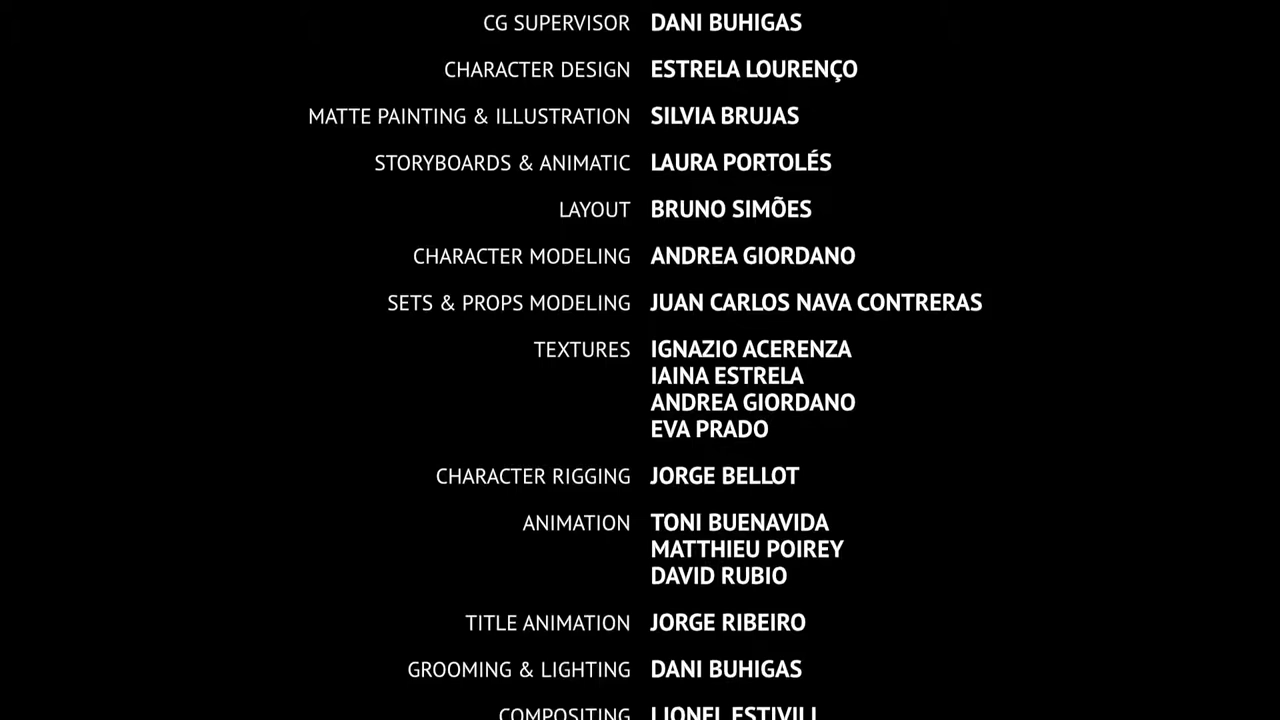 CG SUPERVISOR DANI BUHIGAS
CHARACTER DESIGN ESTRELA LOURENÇO
MATTE PAINTING & ILLUSTRATION SILVIA BRUJAS
STORYBOARDS & ANIMATIC LAURA PORTOLÉS
LAYOUT BRUNO SIMÕES
CHARACTER MODELING ANDREA GIORDANO
SETS & PROPS MODELING JUAN CARLOS NAVA CONTRERAS
TEXTURES IGNAZIO ACERENZA
IAINA ESTRELA
ANDREA GIORDANO
EVA PRADO
CHARACTER RIGGING JORGE BELLOT
ANIMATION TONI BUENAVIDA
MATTHIEU POIREY
DAVID RUBIO
TITLE ANIMATION JORGE RIBEIRO
GROOMING & LIGHTING DANI BUHIGAS
COMPOSITING LIONEL ESTIVILL